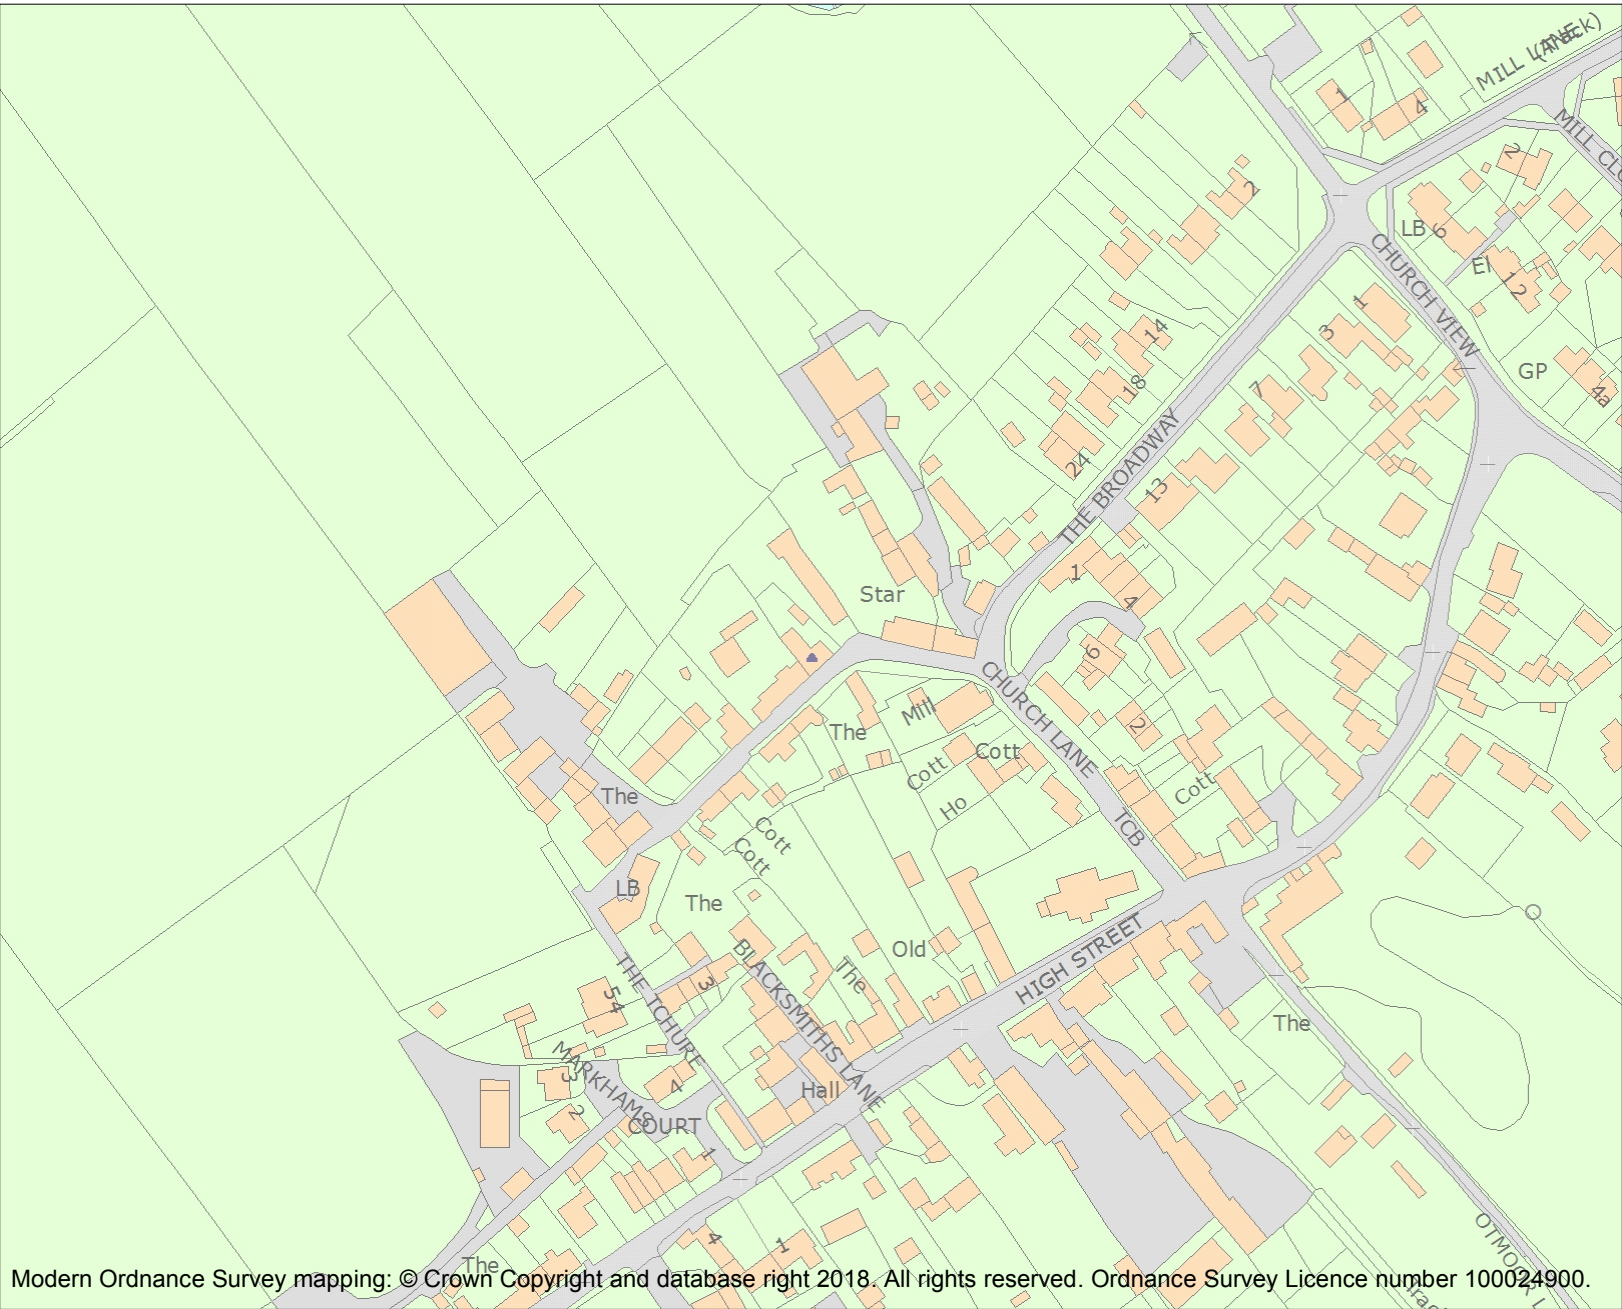 MILL LANE
(Track)
1
4
MILL CLO
2
2
LB
6
El
12
CHURCH VIEW
1
3
14
GP
4a
18
7
24
13
THE BROADWAY
1
Star
4
6
CHURCH LANE
Mill
The
2
Cott
Cott
Cott
Ho
The
TCB
Cott
Cott
LB
The
Old
The
HIGH STREET
BLACKSMITHS LANE
THE TCHURE
54
3
The
MARKHAMS
COURT
3
4
2
Hall
1
4
1
The
OTMOOR L
Modern Ordnance Survey mapping: © Crown Copyright and database right 2018. All rights reserved. Ordnance Survey Licence number 100024900.